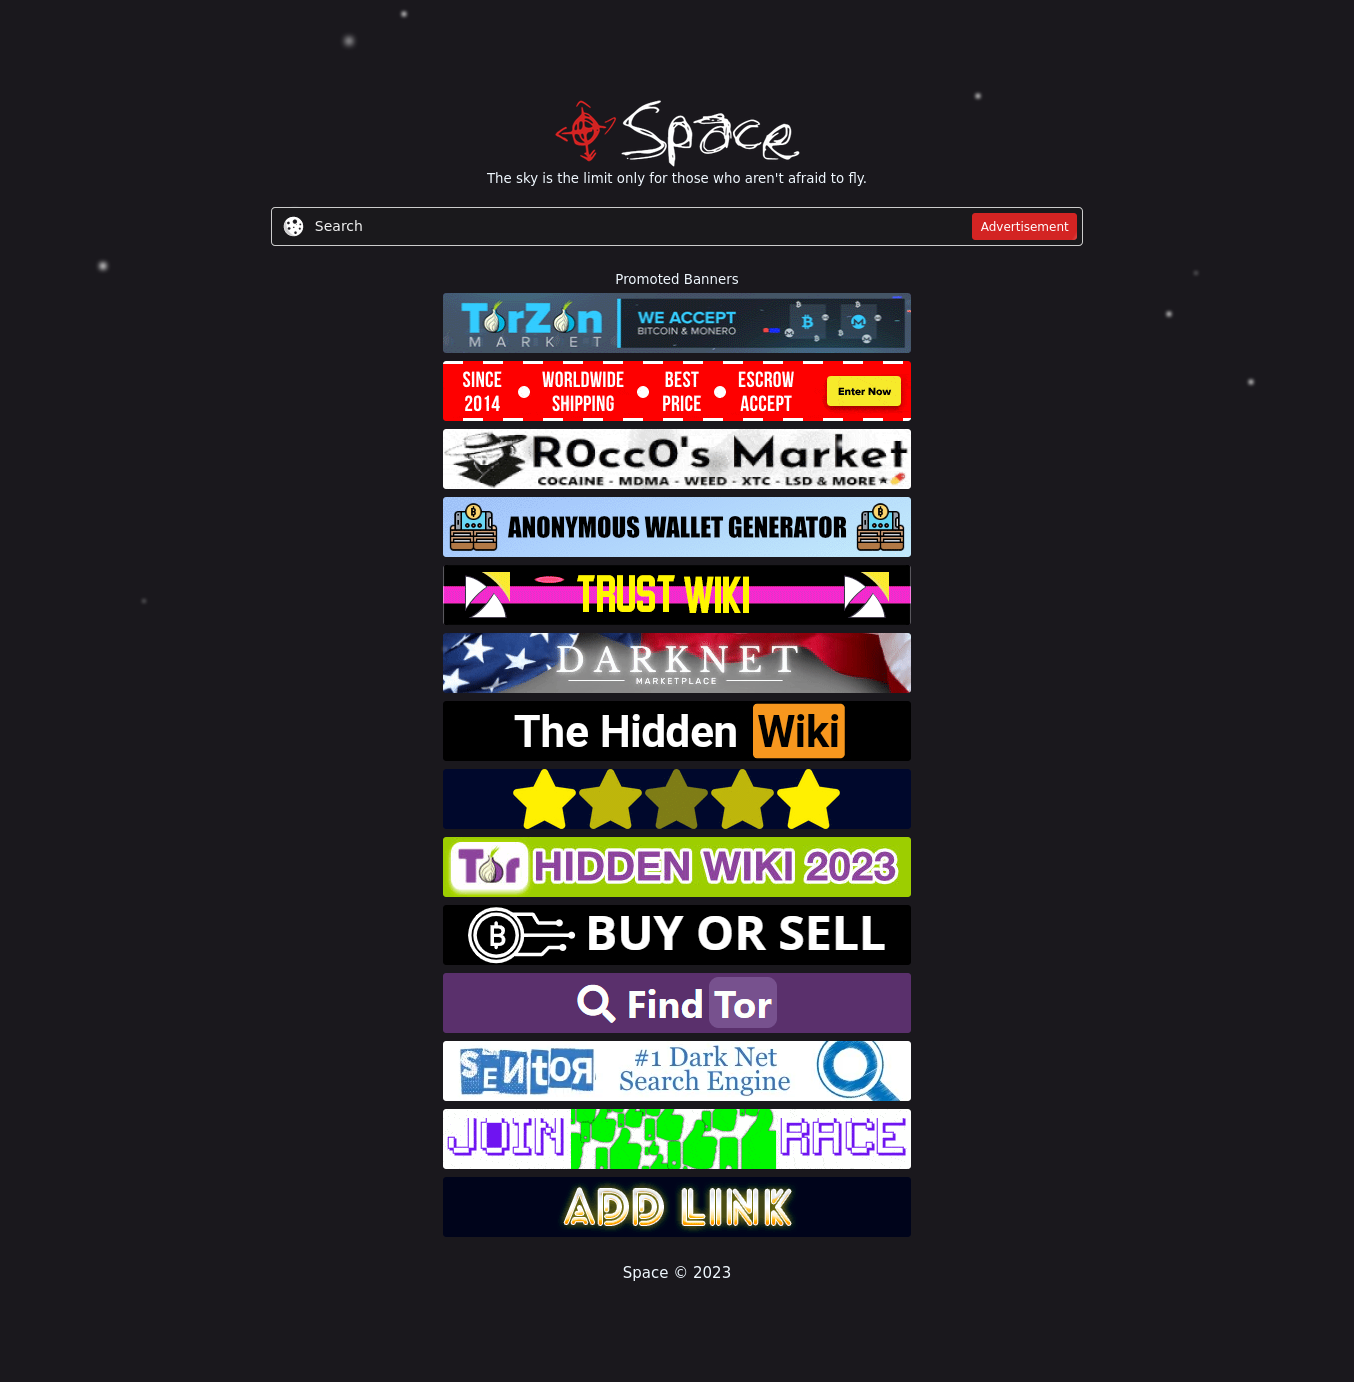 Space
The sky is the limit only for those who aren't afraid to fly.
Search
Advertisement
Promoted Banners
TorZon
MARKET
WE ACCEPT
BITCOIN & MONERO
SINCE
2014
WORLDWIDE
SHIPPING
BEST
PRICE
ESCROW
ACCEPT
Enter Now
ROccO's Market
COCAINE - MDMA - WEED - XTC - LSD & MORE
ANONYMOUS WALLET GENERATOR
TRUST WIKI
DARKNET
MARKETPLACE
The Hidden Wiki
Tor HIDDEN WIKI 2023
BUY OR SELL
Find Tor
SENtOR
#1 Dark Net
Search Engine
JOIN RACE
ADD LINK
Space © 2023